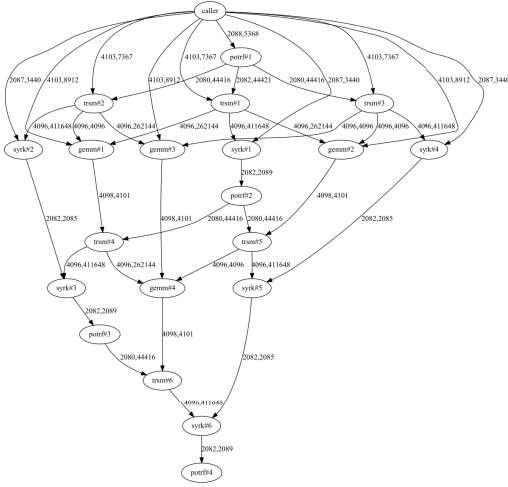 caller
2088,5368
potrf#1
4103,7367
4103,7367
4103,7367
2087,3440
4103,8912
4103,8912
2080,44416
2082,44421
2080,44416
2087,3440
4103,8912
2087,3440
trsm#2
trsm#1
trsm#3
4096,411648
4096,4096
4096,262144
4096,262144
4096,411648
4096,262144
4096,4096
4096,4096
4096,411648
syrk#2
gemm#1
gemm#3
syrk#1
gemm#2
syrk#4
2082,2089
potrf#2
4098,4101
4098,4101
4098,4101
2082,2085
2080,44416
2080,44416
2082,2085
trsm#4
trsm#5
4096,411648
4096,262144
4096,4096
4096,411648
syrk#3
gemm#4
syrk#5
2082,2089
potrf#3
4098,4101
2080,44416
2082,2085
trsm#6
4096,411648
syrk#6
2082,2089
potrf#4